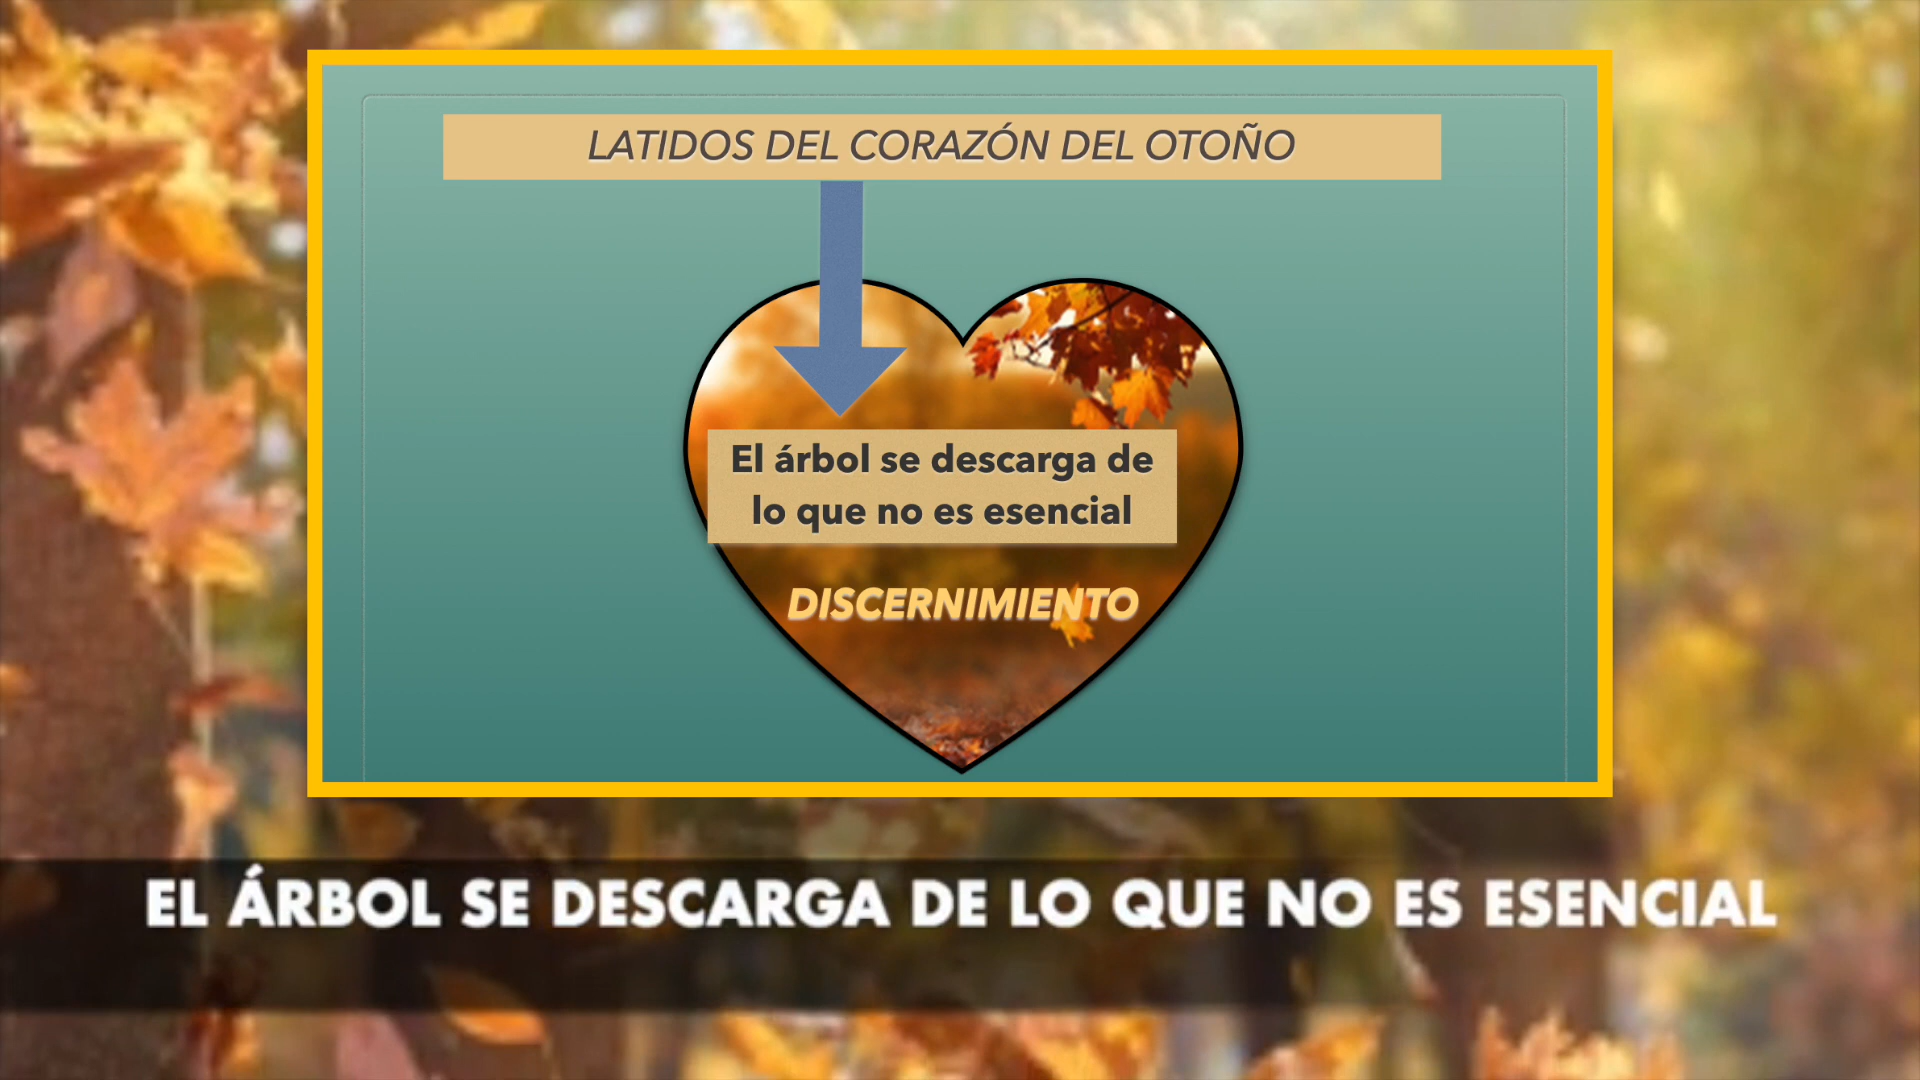 LATIDOS DEL CORAZÓN DEL OTOÑO
El árbol se descarga de
lo que no es esencial
DISCERNIMIENTO
EL ÁRBOL SE DESCARGA DE LO QUE NO ES ESENCIAL